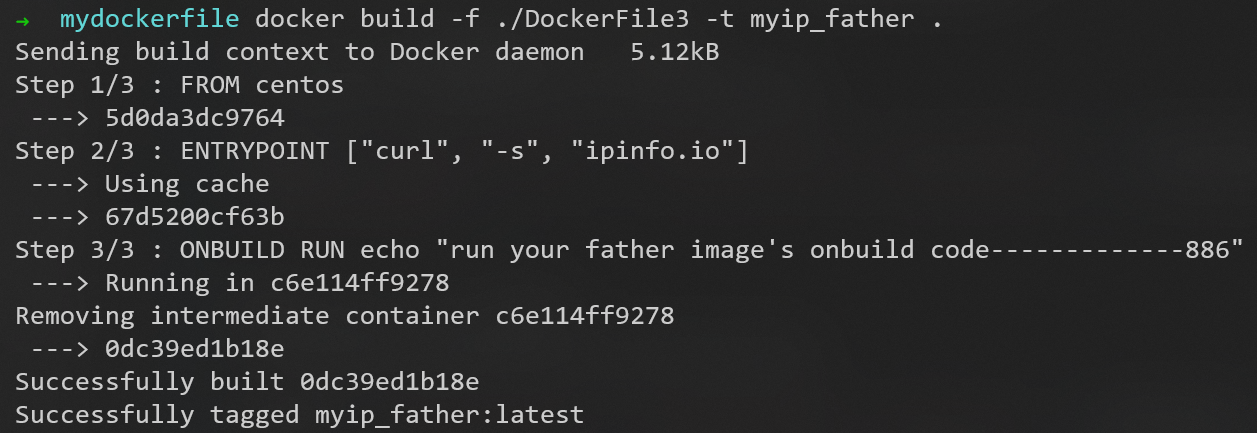 → mydockerfile docker build -f ./DockerFile3 -t myip_father .
Sending build context to Docker daemon 5.12kB
Step 1/3 : FROM centos
---> 5d0da3dc9764
Step 2/3 : ENTRYPOINT ["curl", "-s", "ipinfo.io"]
---> Using cache
---> 67d5200cf63b
Step 3/3 : ONBUILD RUN echo "run your father image's onbuild code-------------886"
---> Running in c6e114ff9278
Removing intermediate container c6e114ff9278
---> 0dc39ed1b18e
Successfully built 0dc39ed1b18e
Successfully tagged myip_father:latest